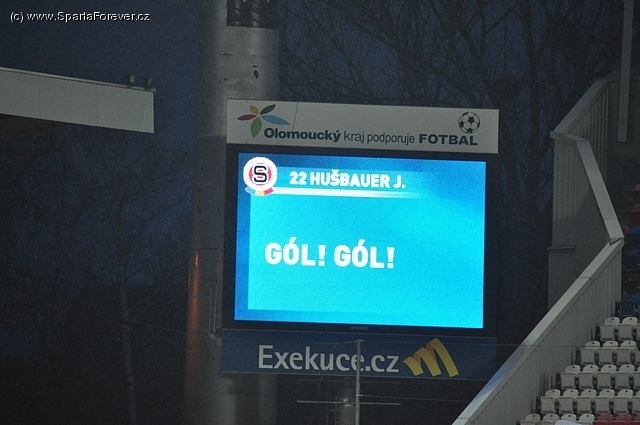 (c) www.SpartaForever.cz
Olomoucký kraj podporuje FOTBAL
S
22 HUŠBAUER J.
GÓL! GÓL!
Exekuce.cz